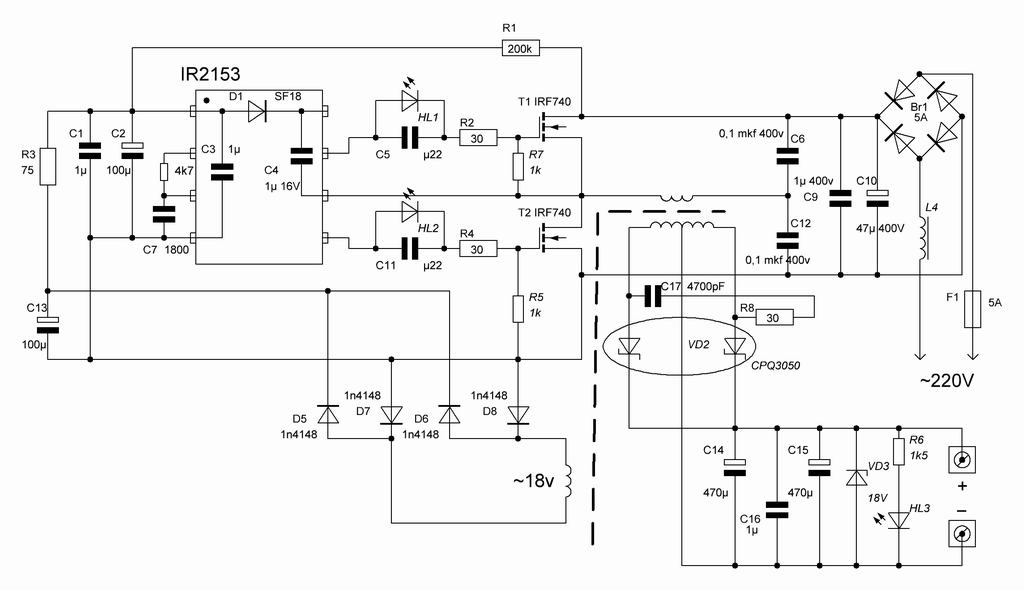 R1
200k
IR2153
D1 SF18
HL1
T1 IRF740
R2
30
C1
1µ
C2
100µ
C3
1µ
R3
75
4k7
C4
1µ 16V
C5 µ22
R7
1k
C7 1800
HL2
T2 IRF740
R4
30
C11 µ22
R5
1k
Br1
5A
0,1 mkf 400v
C6
1µ 400v
C9
C10
47µ 400V
C12
0,1 mkf 400v
L4
F1
5A
~220V
C17 4700pF
R8
30
VD2
CPQ3050
C13
100µ
1n4148
D7
1n4148
D8
D5
1n4148
D6
1n4148
~18v
C14
470µ
C16
1µ
C15
470µ
VD3
18V
R6
1k5
HL3
+
–